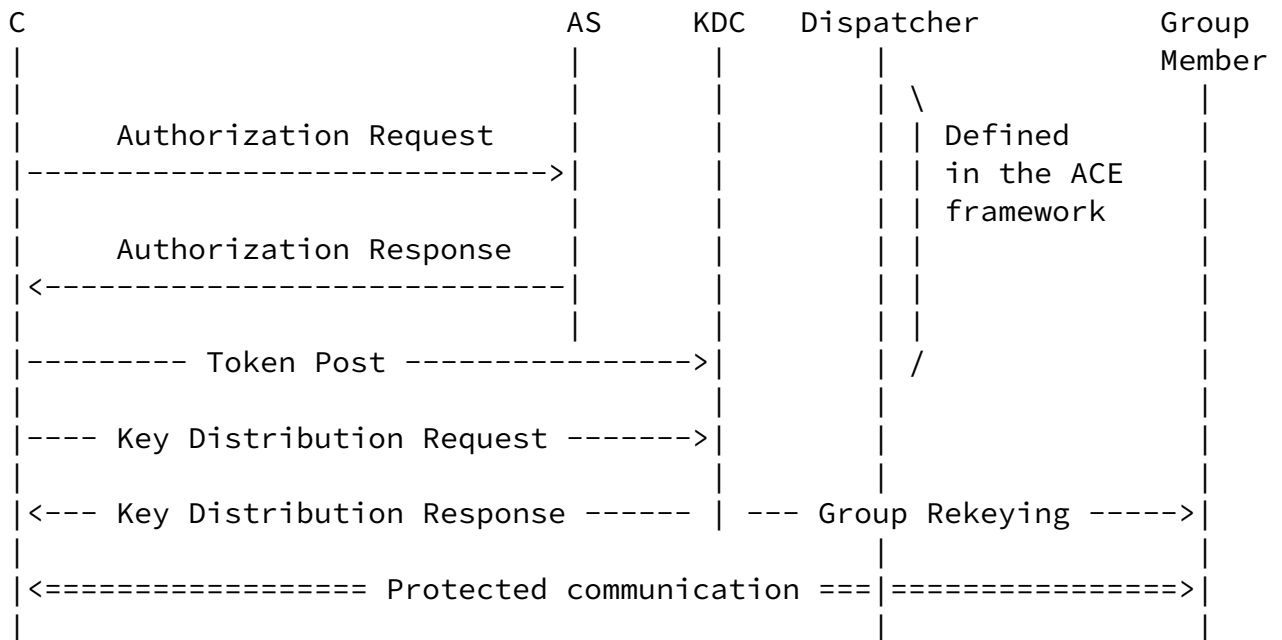 C AS KDC Dispatcher Group
Member
Authorization Request Defined
in the ACE
framework
Authorization Response
Token Post
Key Distribution Request
Key Distribution Response Group Rekeying
Protected communication